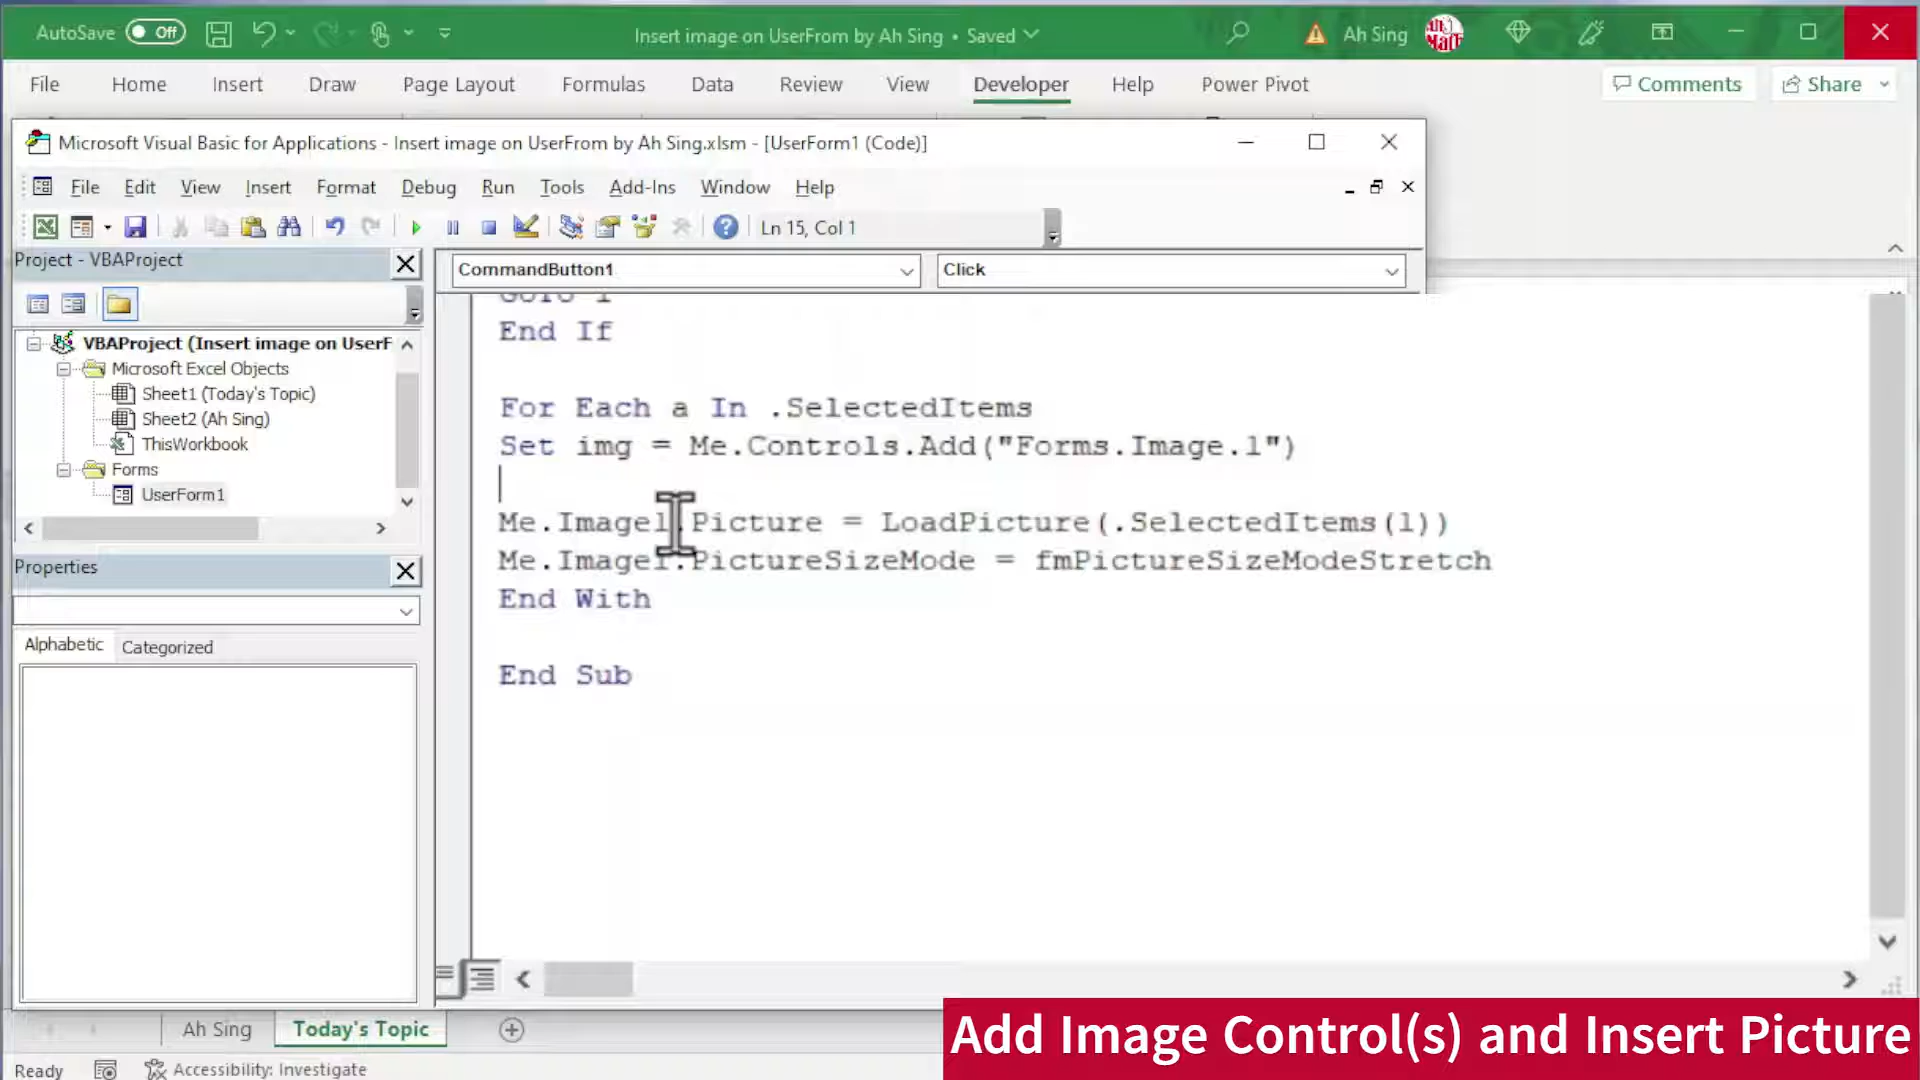 AutoSave Off Insert image on UserFrom by Ah Sing • Saved Ah Sing
File Home Insert Draw Page Layout Formulas Data Review View Developer Help Power Pivot Comments Share
Microsoft Visual Basic for Applications - Insert image on UserFrom by Ah Sing.xlsm - [UserForm1 (Code)]
File Edit View Insert Format Debug Run Tools Add-Ins Window Help
Ln 15, Col 1
Project - VBAProject
CommandButton1 Click
VBAProject (Insert image on UserF
Microsoft Excel Objects
Sheet1 (Today's Topic)
Sheet2 (Ah Sing)
ThisWorkbook
Forms
UserForm1
Properties
Alphabetic Categorized
GoTo 1
End If
For Each a In .SelectedItems
Set img = Me.Controls.Add("Forms.Image.1")
Me.Image1.Picture = LoadPicture(.SelectedItems(1))
Me.Image1.PictureSizeMode = fmPictureSizeModeStretch
End With
End Sub
Ah Sing Today's Topic
Ready Accessibility: Investigate
Add Image Control(s) and Insert Picture